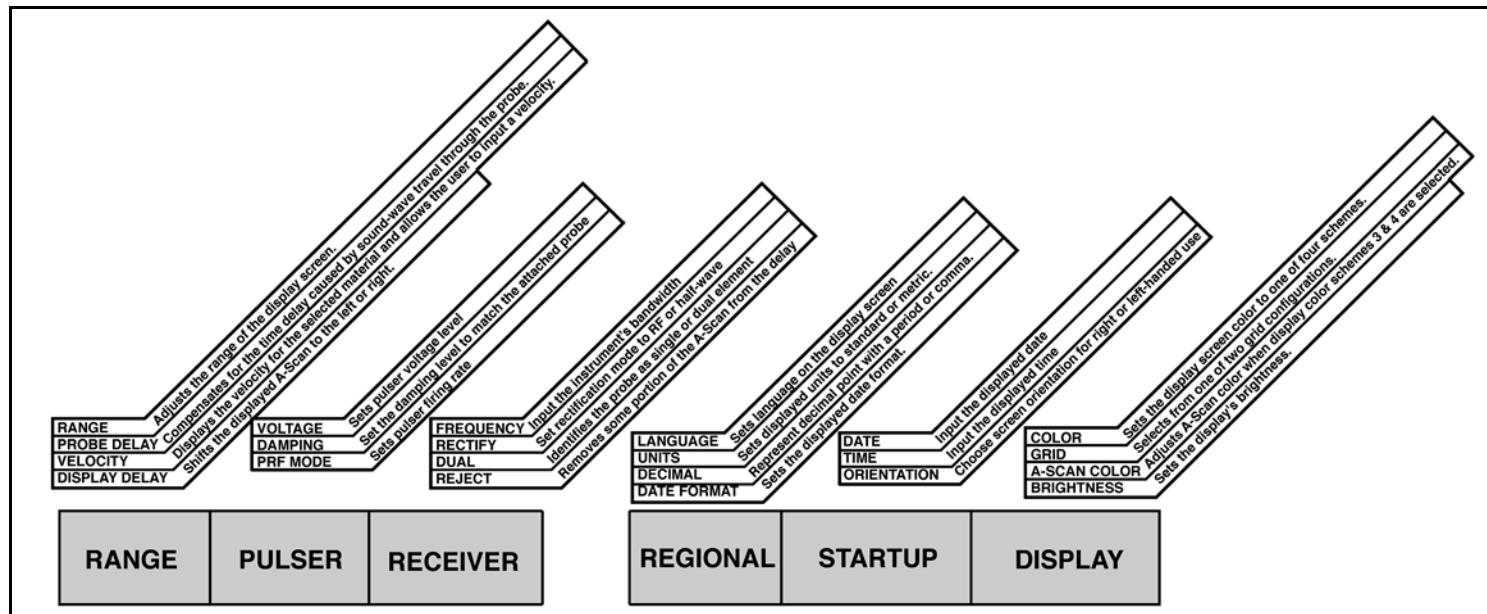 RANGE Adjusts the range of the display screen.
PROBE DELAY Compensates for the time delay caused by sound-wave travel through the probe.
VELOCITY Displays the velocity for the selected material and allows the user to input a velocity.
DISPLAY DELAY Shifts the displayed A-Scan to the left or right.
VOLTAGE Sets pulser voltage level
DAMPING Set the damping level to match the attached probe
PRF MODE Sets pulser firing rate
FREQUENCY Input the instrument's bandwidth
RECTIFY Set rectification mode to RF or half-wave
DUAL Identifies the probe as single or dual element
REJECT Removes some portion of the A-Scan from the delay
LANGUAGE Sets language on the display screen
UNITS Sets displayed units to standard or metric.
DECIMAL Represent decimal point with a period or comma.
DATE FORMAT Sets the displayed date format.
DATE Input the displayed date
TIME Input the displayed time
ORIENTATION Choose screen orientation for right or left-handed use
COLOR Sets the display screen color to one of four schemes.
GRID Selects from one of two grid configurations.
A-SCAN COLOR Adjusts A-Scan color when display color schemes 3 & 4 are selected.
BRIGHTNESS Sets the display's brightness.
RANGE PULSER RECEIVER REGIONAL STARTUP DISPLAY